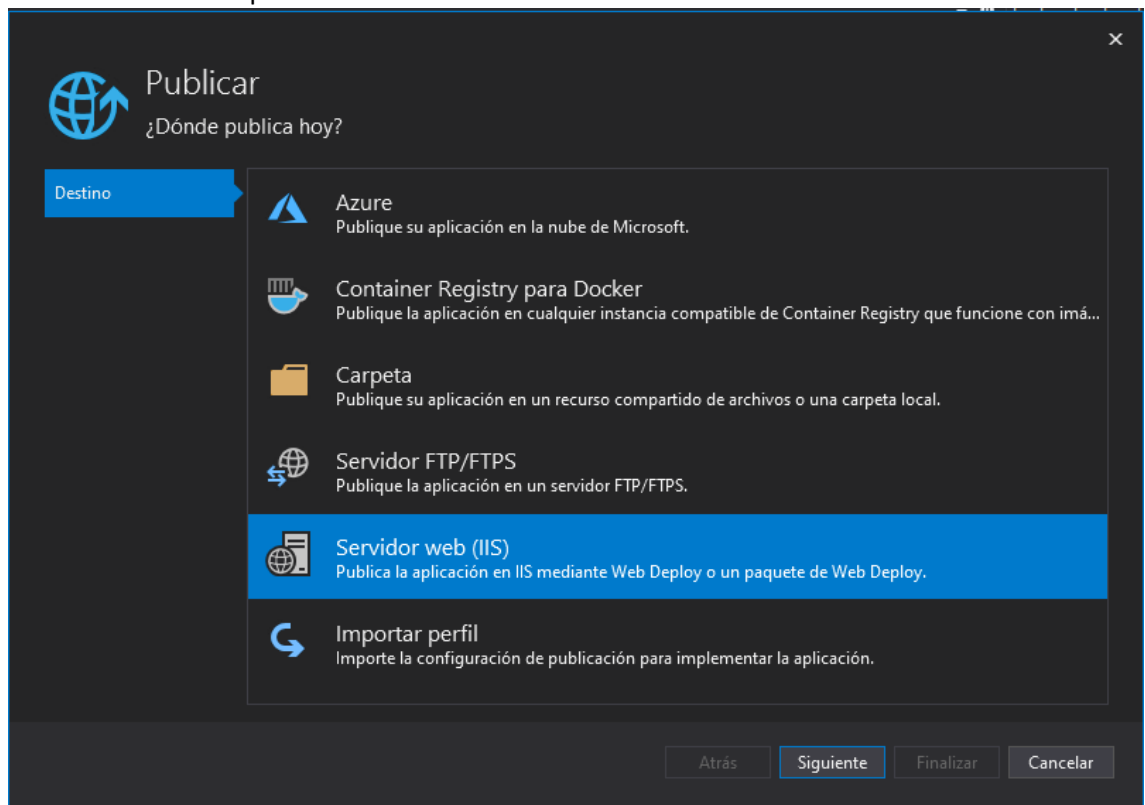 Publicar
¿Dónde publica hoy?
Destino
Azure
Publique su aplicación en la nube de Microsoft.
Container Registry para Docker
Publique la aplicación en cualquier instancia compatible de Container Registry que funcione con imá...
Carpeta
Publique su aplicación en un recurso compartido de archivos o una carpeta local.
Servidor FTP/FTPS
Publique la aplicación en un servidor FTP/FTPS.
Servidor web (IIS)
Publica la aplicación en IIS mediante Web Deploy o un paquete de Web Deploy.
Importar perfil
Importe la configuración de publicación para implementar la aplicación.
Atrás Siguiente Finalizar Cancelar